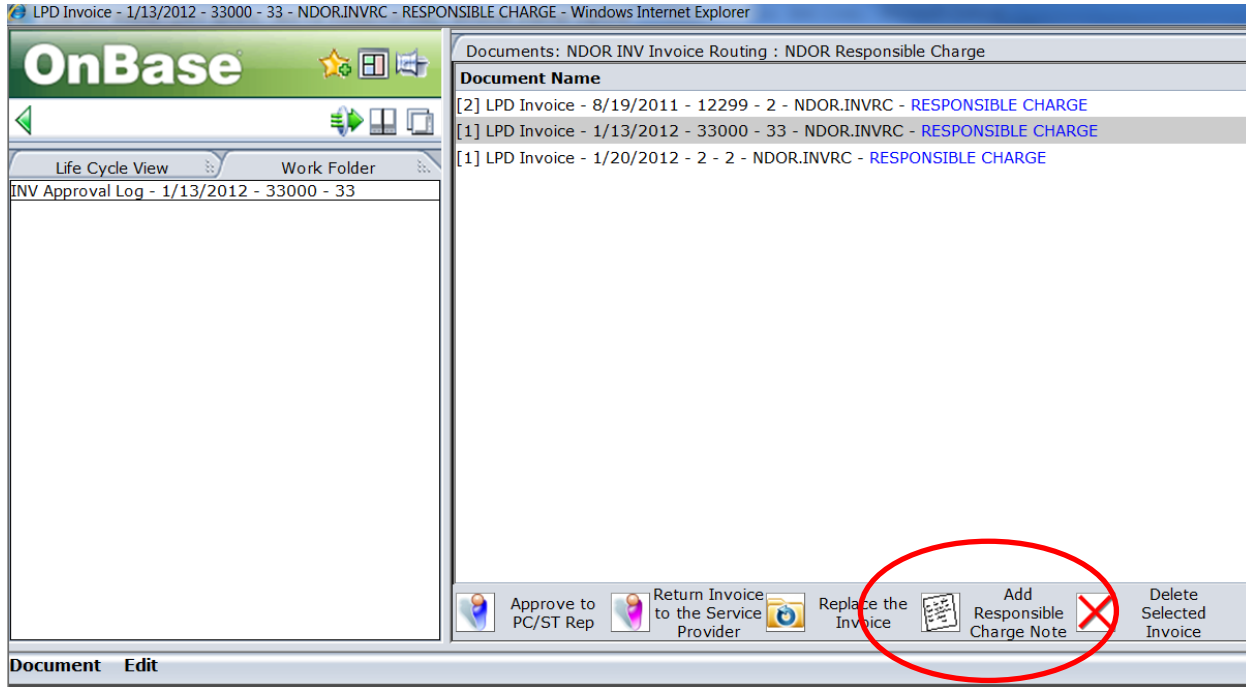 LPD Invoice - 1/13/2012 - 33000 - 33 - NDOR.INVRC - RESPONSIBLE CHARGE - Windows Internet Explorer
OnBase
Life Cycle View
Work Folder
INV Approval Log - 1/13/2012 - 33000 - 33
Documents: NDOR INV Invoice Routing : NDOR Responsible Charge
Document Name
[2] LPD Invoice - 8/19/2011 - 12299 - 2 - NDOR.INVRC - RESPONSIBLE CHARGE
[1] LPD Invoice - 1/13/2012 - 33000 - 33 - NDOR.INVRC - RESPONSIBLE CHARGE
[1] LPD Invoice - 1/20/2012 - 2 - 2 - NDOR.INVRC - RESPONSIBLE CHARGE
Approve to
PC/ST Rep
Return Invoice
to the Service
Provider
Replace the
Invoice
Add
Responsible
Charge Note
Delete
Selected
Invoice
Document Edit